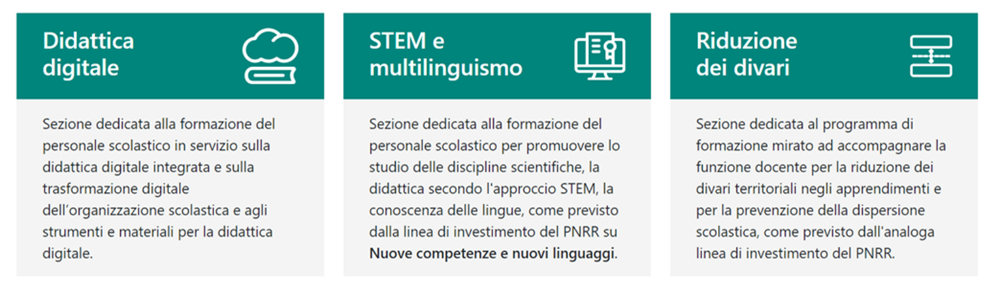 Didattica
digitale
Sezione dedicata alla formazione del
personale scolastico in servizio sulla
didattica digitale integrata e sulla
trasformazione digitale
dell’organizzazione scolastica e agli
strumenti e materiali per la didattica
digitale.
STEM e
multilinguismo
Sezione dedicata alla formazione del
personale scolastico per promuovere lo
studio delle discipline scientifiche, la
didattica secondo l'approccio STEM, la
conoscenza delle lingue, come previsto
dalla linea di investimento del PNRR su
Nuove competenze e nuovi linguaggi.
Riduzione
dei divari
Sezione dedicata al programma di
formazione mirato ad accompagnare la
funzione docente per la riduzione dei
divari territoriali negli apprendimenti e
per la prevenzione della dispersione
scolastica, come previsto dall'analoga
linea di investimento del PNRR.